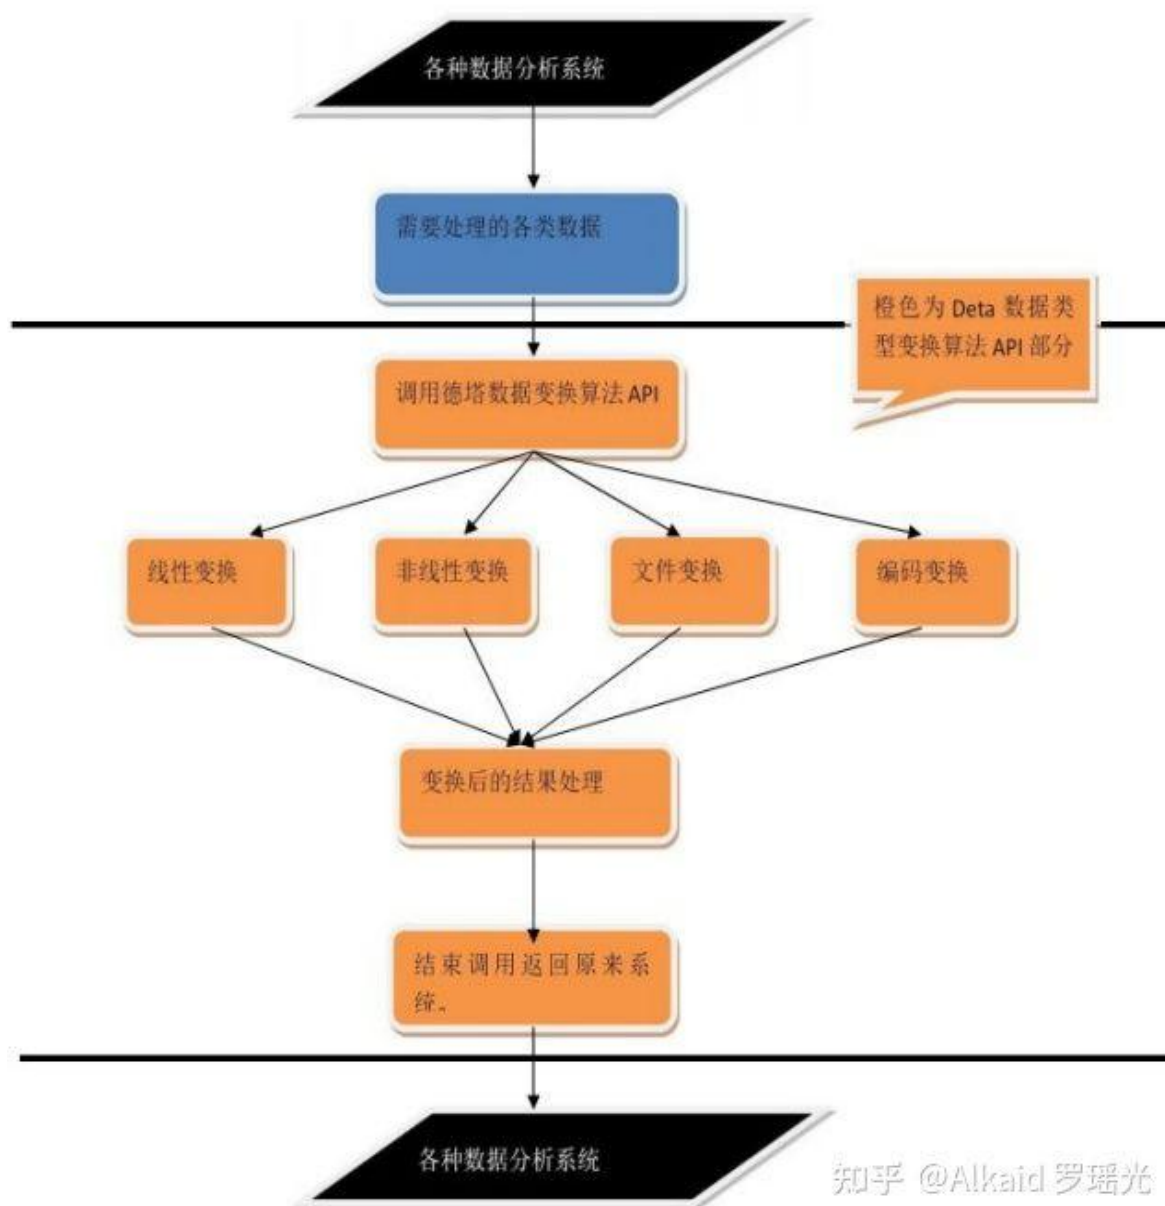 各种数据分析系统
需要处理的各类数据
橙色为 Deta 数据类
型变换算法 API 部分
调用德塔数据变换算法 API
线性变换
非线性变换
文件变换
编码变换
变换后的结果处理
结束调用返回原来系
统。
各种数据分析系统
知乎 @Alkaid 罗瑶光